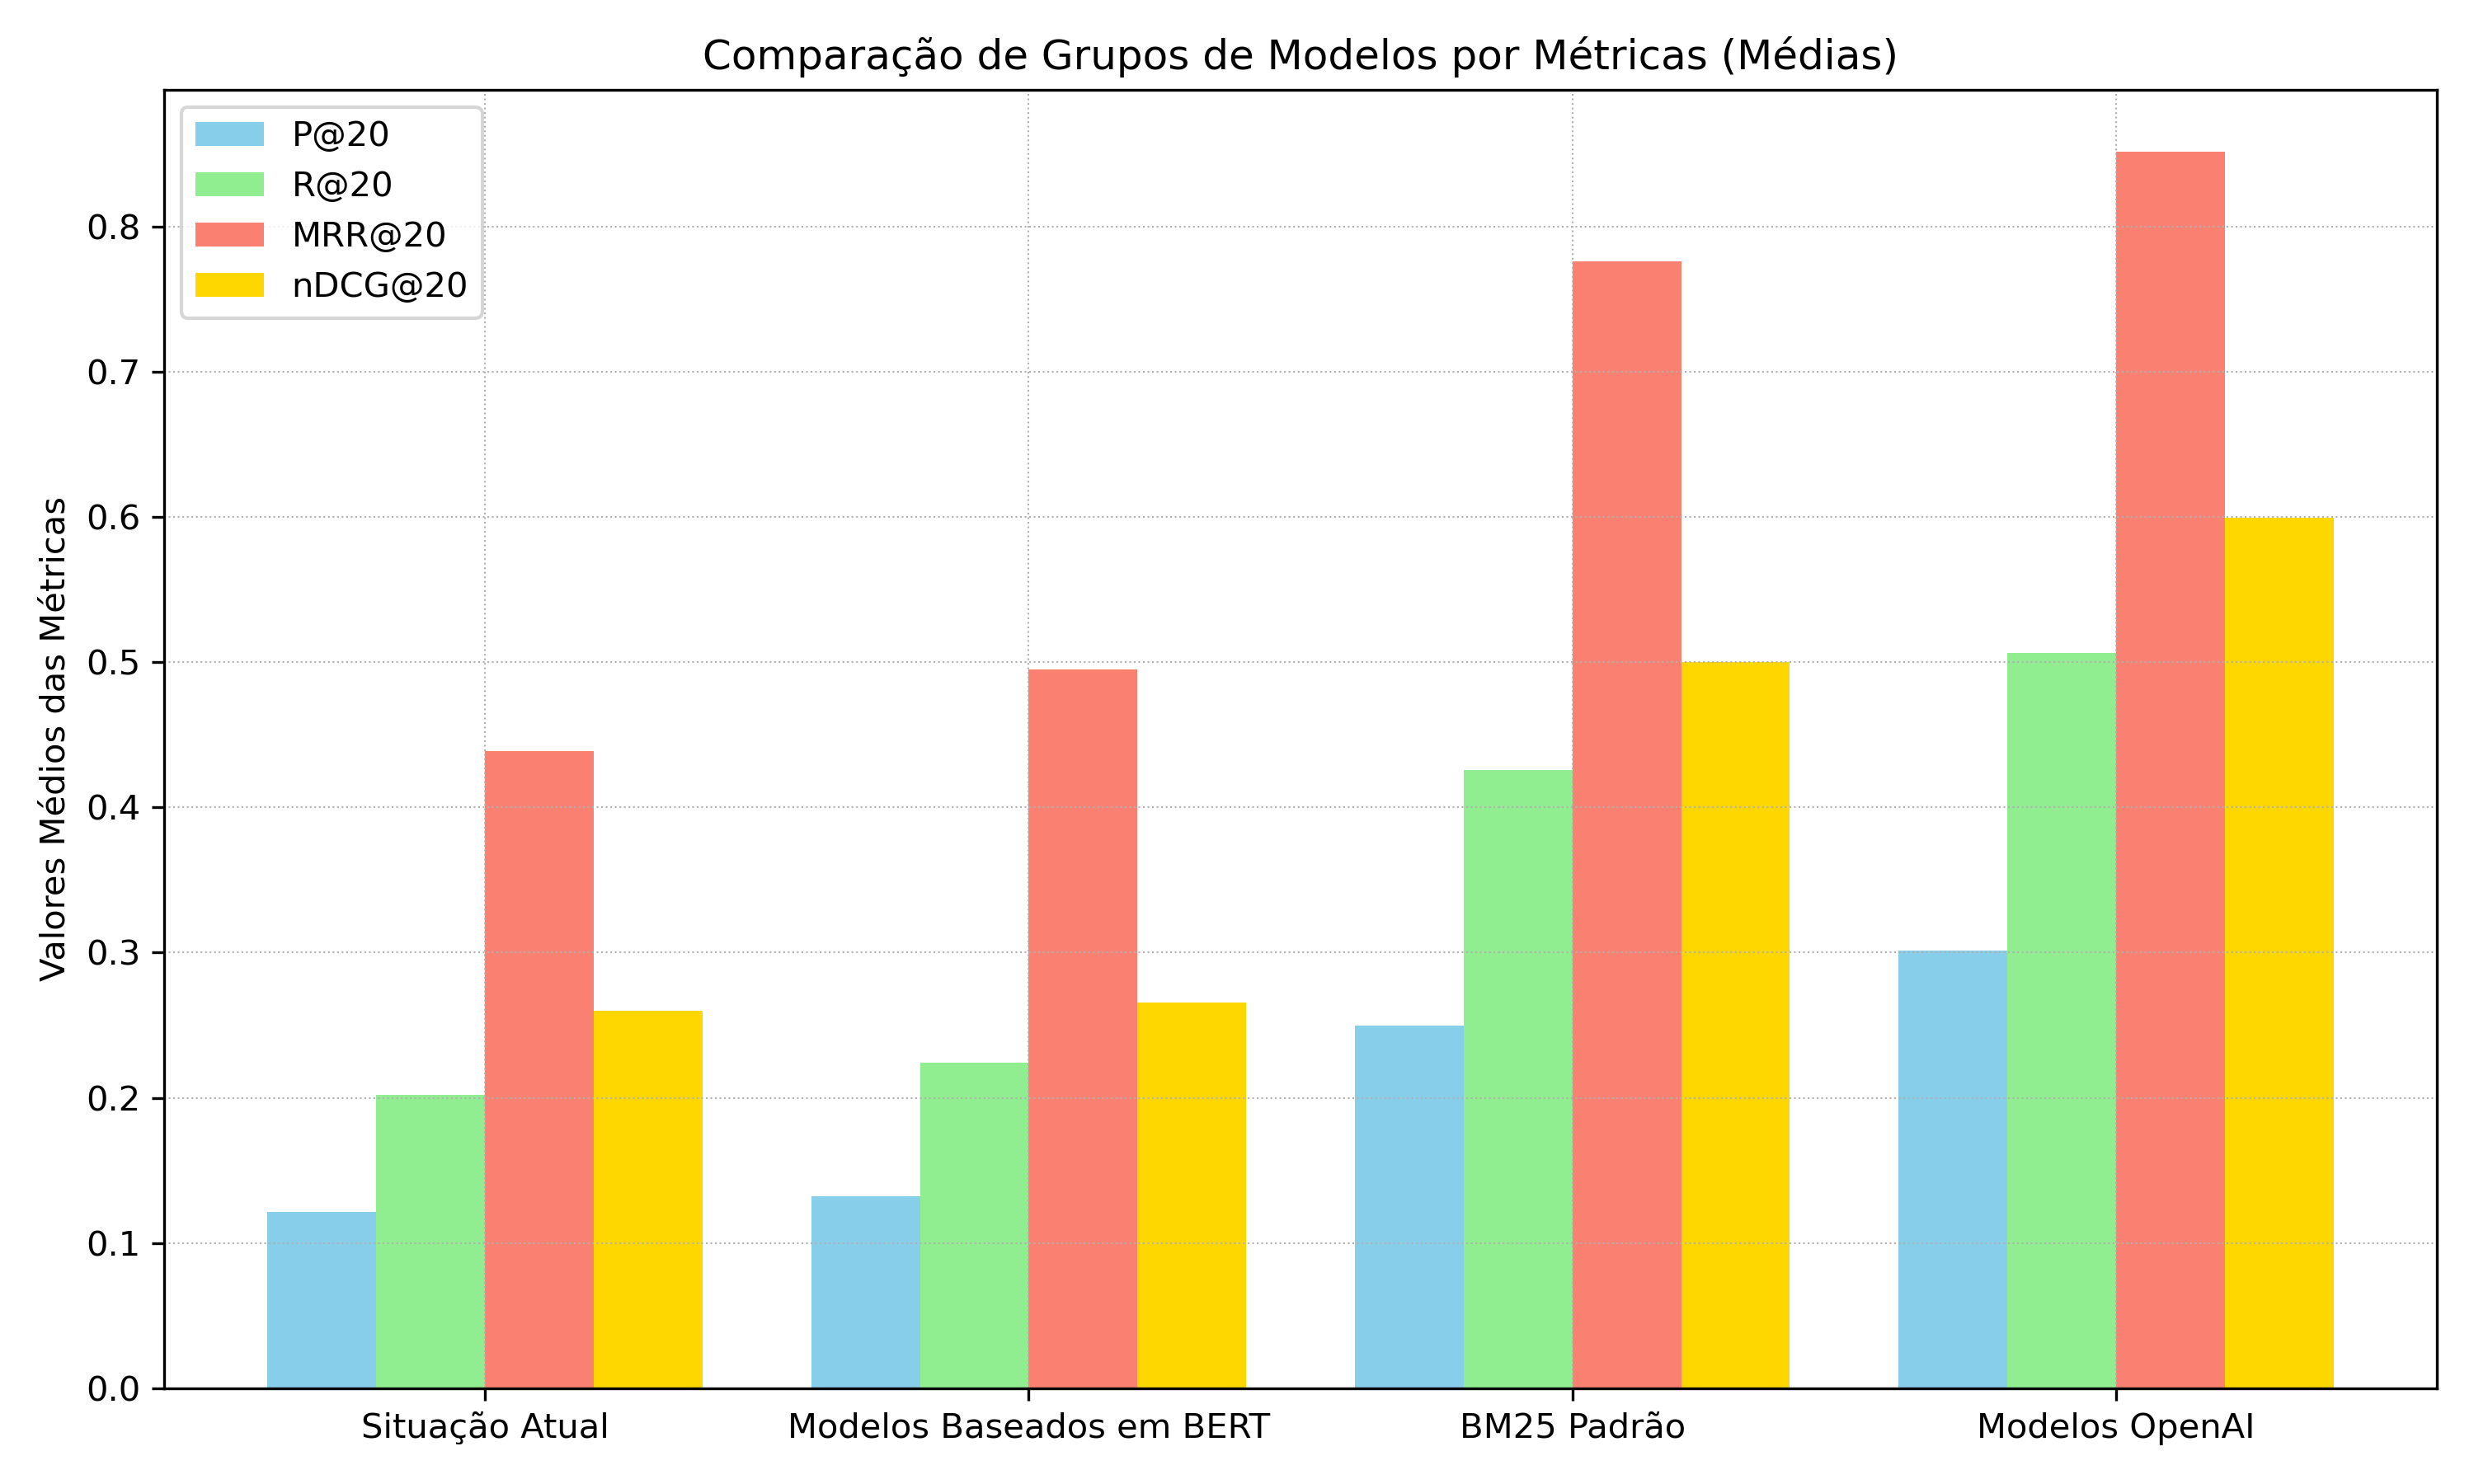 Comparação de Grupos de Modelos por Métricas (Médias)
P@20
R@20
MRR@20
nDCG@20
Valores Médios das Métricas
0.8
0.7
0.6
0.5
0.4
0.3
0.2
0.1
0.0
Situação Atual
Modelos Baseados em BERT
BM25 Padrão
Modelos OpenAI